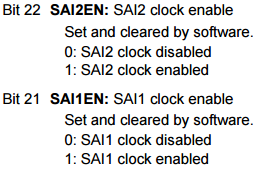 Bit 22 SAI2EN: SAI2 clock enable
Set and cleared by software.
0: SAI2 clock disabled
1: SAI2 clock enabled
Bit 21 SAI1EN: SAI1 clock enable
Set and cleared by software.
0: SAI1 clock disabled
1: SAI1 clock enabled